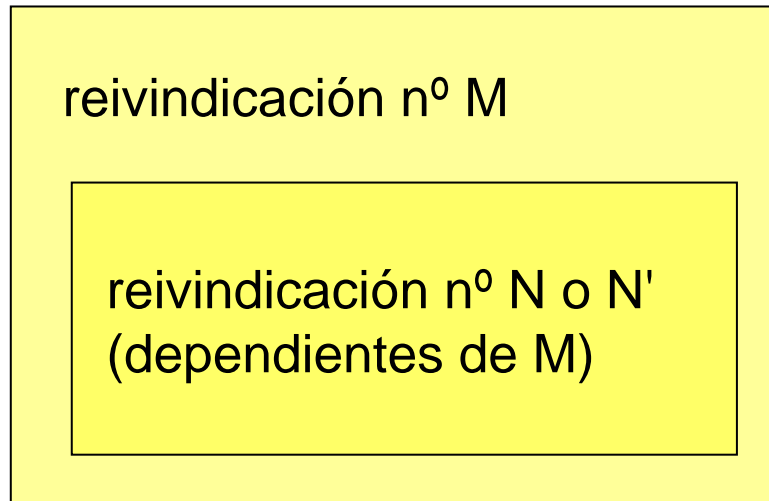 reivindicación nº M
reivindicación nº N o N'
(dependientes de M)